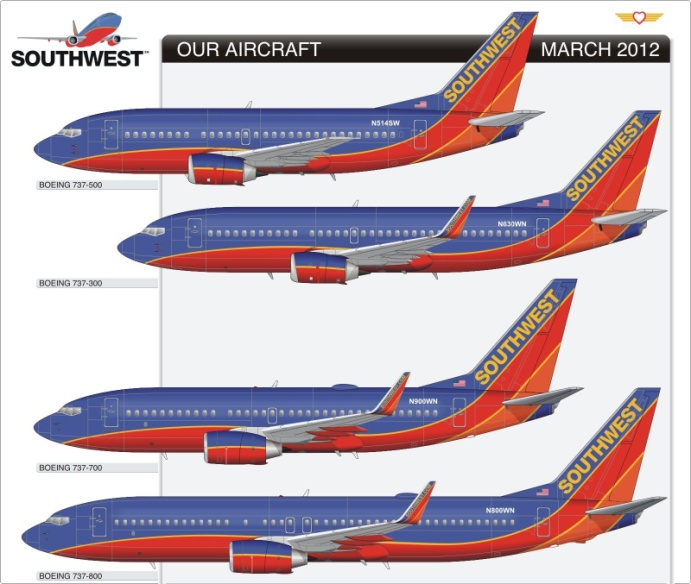 SOUTHWEST
OUR AIRCRAFT
MARCH 2012
SOUTHWEST
N514SW
BOEING 737-500
SOUTHWEST
N630WN
BOEING 737-300
SOUTHWEST
N900WN
BOEING 737-700
SOUTHWEST
N800WN
BOEING 737-800